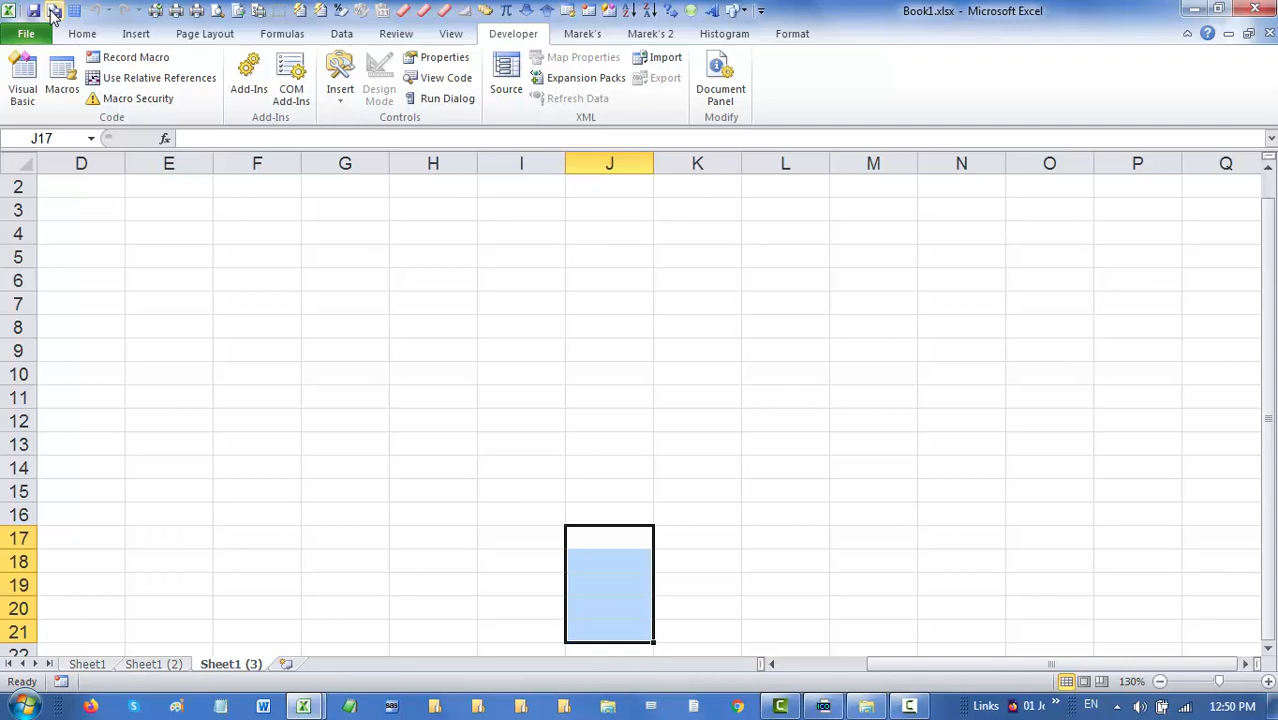 Book1.xlsx - Microsoft Excel
File Home Insert Page Layout Formulas Data Review View Developer Marek's Marek's 2 Histogram Format
Visual Basic
Macros
Record Macro
Use Relative References
Macro Security
Code
Add-Ins
COM Add-Ins
Add-Ins
Insert
Design Mode
Properties
View Code
Run Dialog
Controls
Source
Map Properties
Expansion Packs
Refresh Data
Import
Export
XML
Document Panel
Modify
J17 fx
D E F G H I J K L M N O P Q
2
3
4
5
6
7
8
9
10
11
12
13
14
15
16
17
18
19
20
21
22
Sheet1 Sheet1 (2) Sheet1 (3)
Ready 130%
Links 01 Jo » EN 12:50 PM